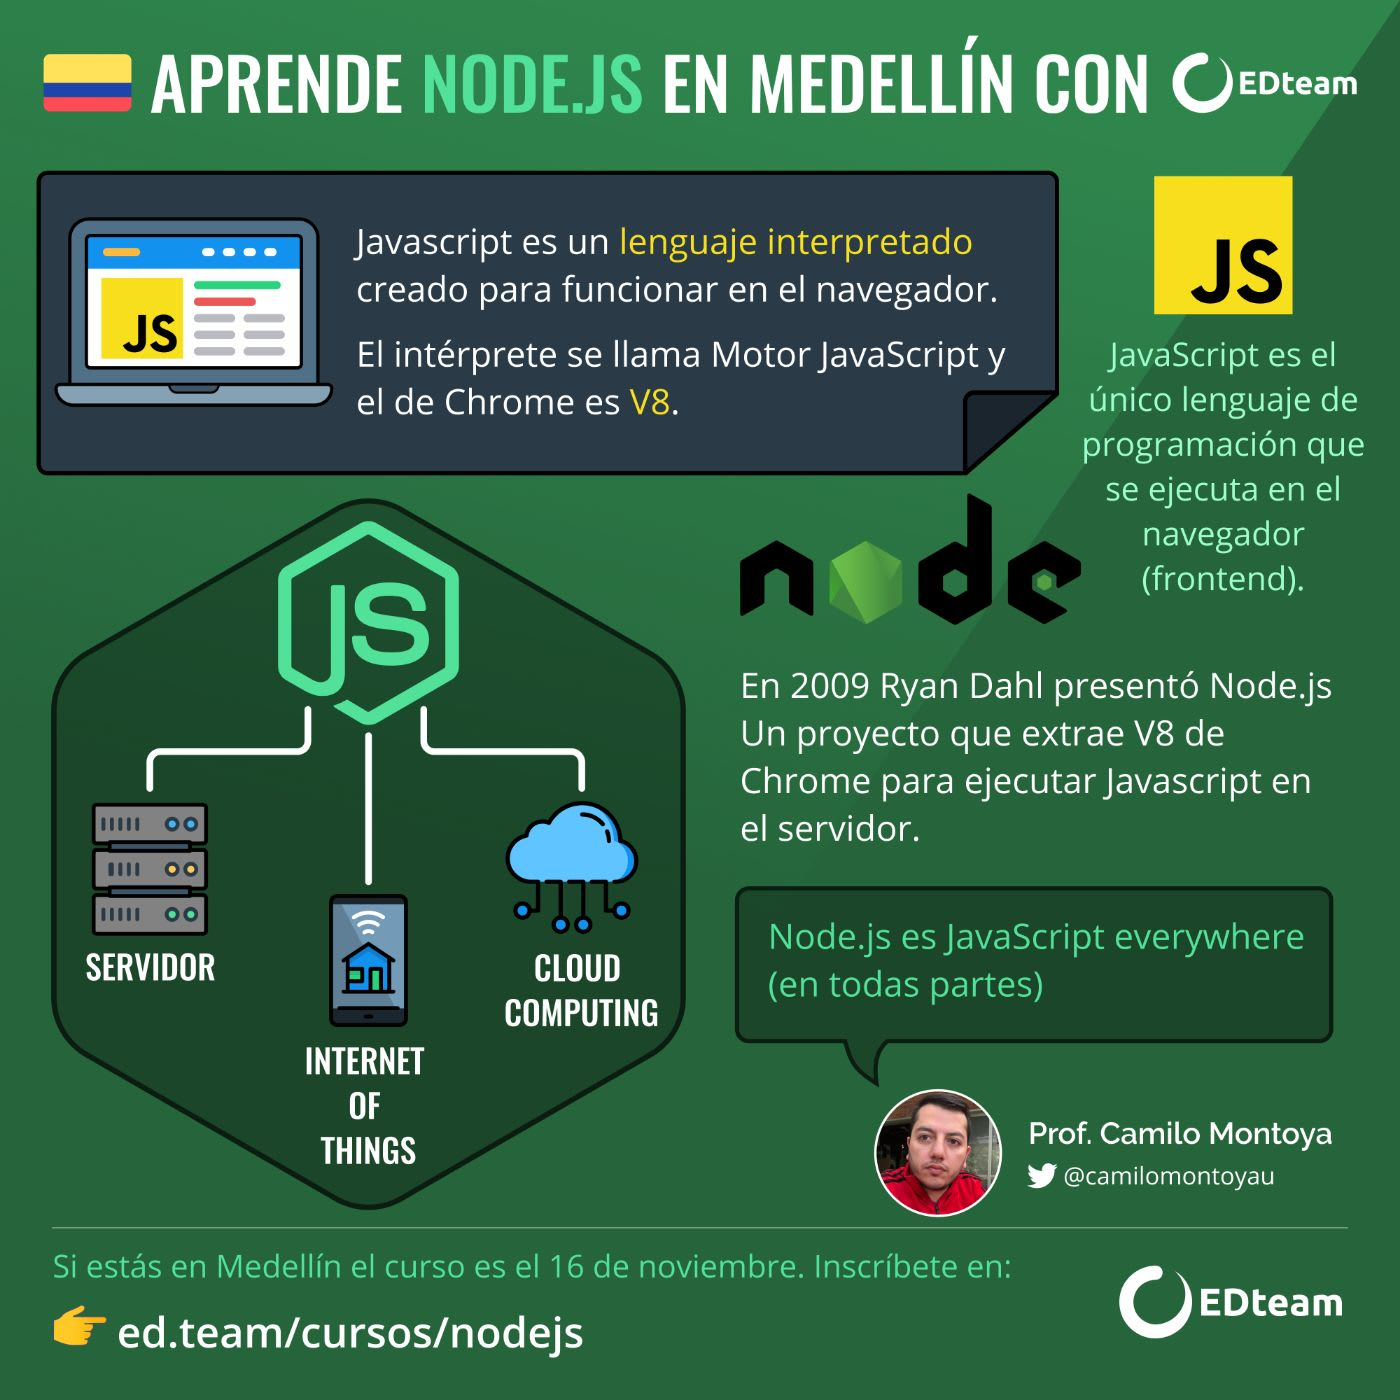 APRENDE NODE.JS EN MEDELLÍN CON EDteam
Javascript es un lenguaje interpretado
creado para funcionar en el navegador.
El intérprete se llama Motor JavaScript y
el de Chrome es V8.
JS
JS
JavaScript es el
único lenguaje de
programación que
se ejecuta en el
navegador
(frontend).
JS
SERVIDOR
INTERNET
OF
THINGS
CLOUD
COMPUTING
node
En 2009 Ryan Dahl presentó Node.js
Un proyecto que extrae V8 de
Chrome para ejecutar Javascript en
el servidor.
Node.js es JavaScript everywhere
(en todas partes)
Prof. Camilo Montoya
@camilomontoyau
Si estás en Medellín el curso es el 16 de noviembre. Inscríbete en:
ed.team/cursos/nodejs
EDteam